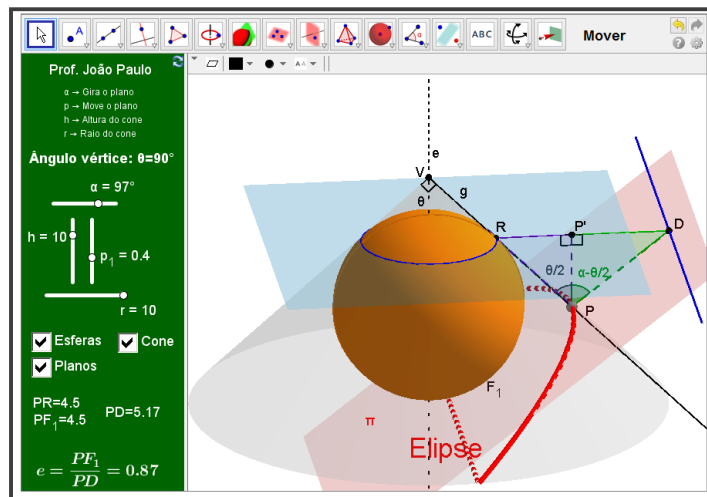 ABC
Mover
Prof. João Paulo
α → Gira o plano
p → Move o plano
h → Altura do cone
r → Raio do cone
Ângulo vértice: θ=90°
α = 97°
h = 10
p₁ = 0.4
r = 10
Esferas
Cone
Planos
PR=4.5
PF₁=4.5
PD=5.17
e = PF₁/PD = 0.87
e
V
θ
g
R
P'
D
θ/2
α-θ/2
P
F₁
π
Elipse